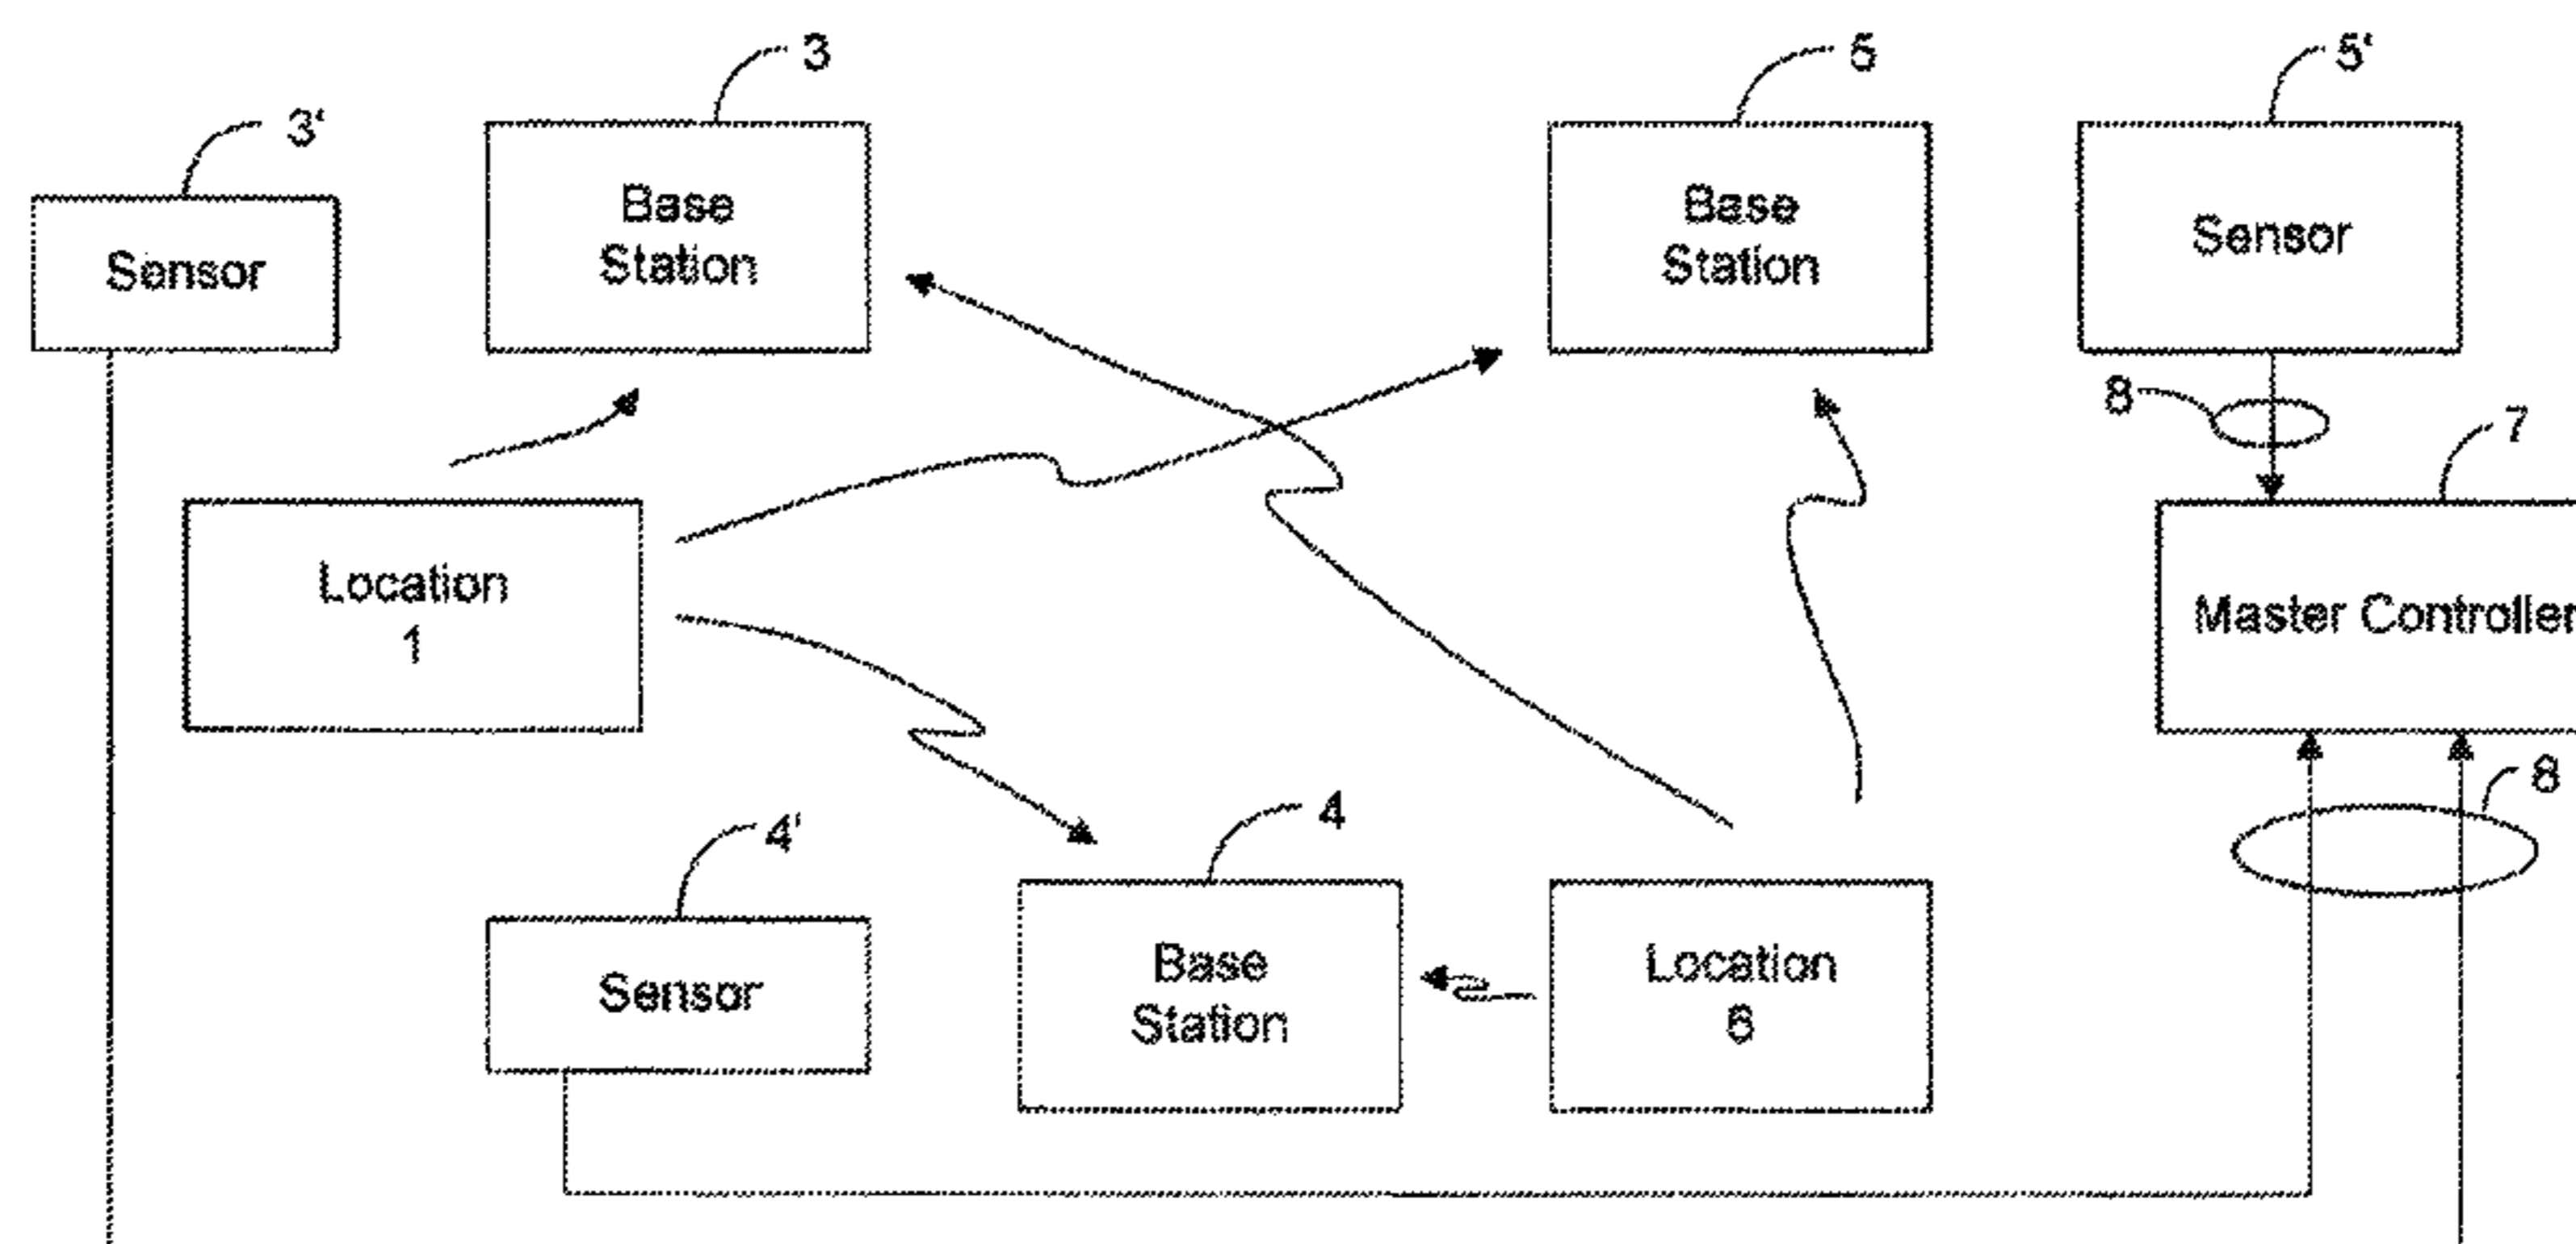 3
5
5'
3'
Base
Station
Base
Station
Sensor
Sensor
8
7
Location
1
Master Controller
8
4
4'
Base
Station
Location
6
Sensor